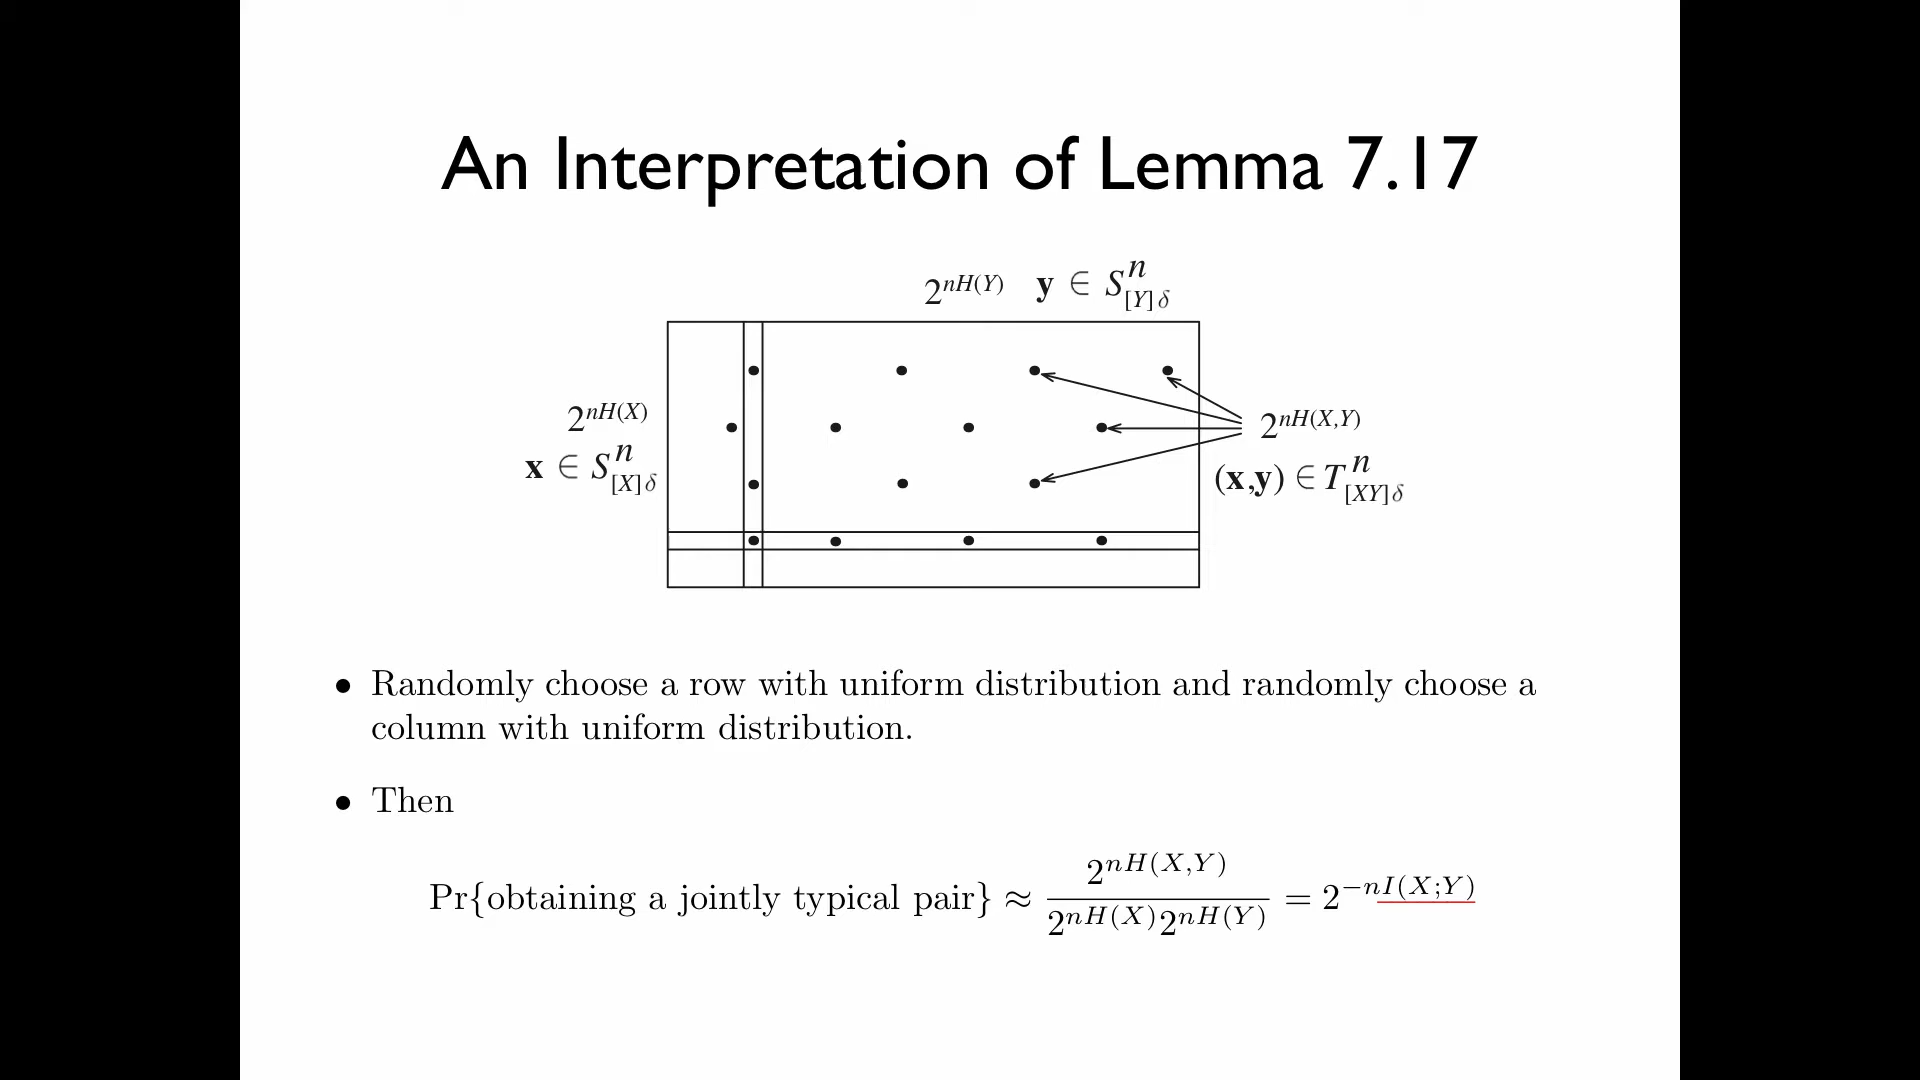 An Interpretation of Lemma 7.17
2^{nH(Y)} y ∈ S^n_{[Y]δ}
2^{nH(X)}
x ∈ S^n_{[X]δ}
2^{nH(X,Y)}
(x,y) ∈ T^n_{[XY]δ}
• Randomly choose a row with uniform distribution and randomly choose a
column with uniform distribution.
• Then
Pr{obtaining a jointly typical pair} ≈ \frac{2^{nH(X,Y)}}{2^{nH(X)}2^{nH(Y)}} = 2^{-nI(X;Y)}